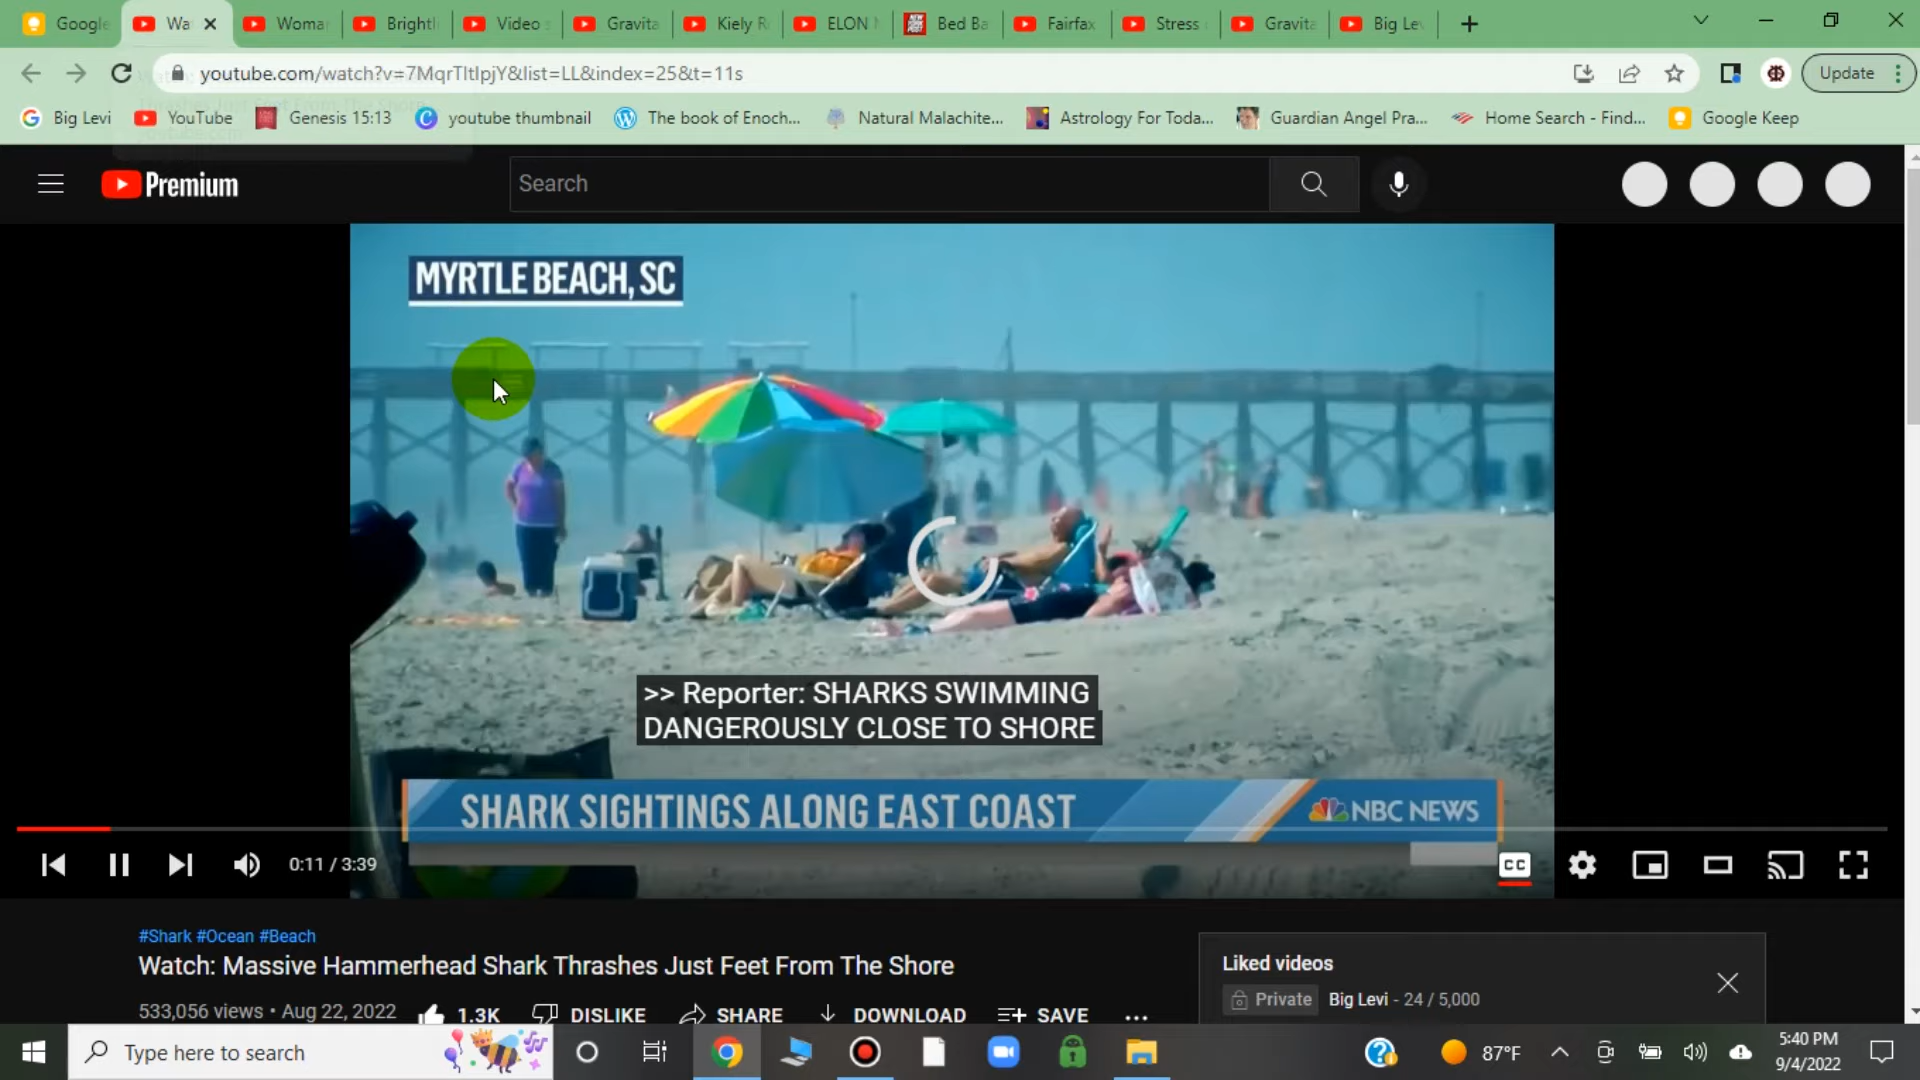 Google
Wa
Woma
Brightl
Video s
Gravita
Kiely R
ELON
Bed Ba
Fairfax
Stress
Gravita
Big Lev
youtube.com/watch?v=7MqrTltlpjY&list=LL&index=25&t=11s
Update
Big Levi
YouTube
Genesis 15:13
youtube thumbnail
The book of Enoch...
Natural Malachite...
Astrology For Toda...
Guardian Angel Pra...
Home Search - Find...
Google Keep
Premium
Search
MYRTLE BEACH, SC
>> Reporter: SHARKS SWIMMING
DANGEROUSLY CLOSE TO SHORE
SHARK SIGHTINGS ALONG EAST COAST
NBC NEWS
0:11 / 3:39
CC
#Shark #Ocean #Beach
Watch: Massive Hammerhead Shark Thrashes Just Feet From The Shore
533,056 views • Aug 22, 2022
1.3K
DISLIKE
SHARE
DOWNLOAD
SAVE
Liked videos
Private Big Levi - 24 / 5,000
Type here to search
87°F
5:40 PM
9/4/2022